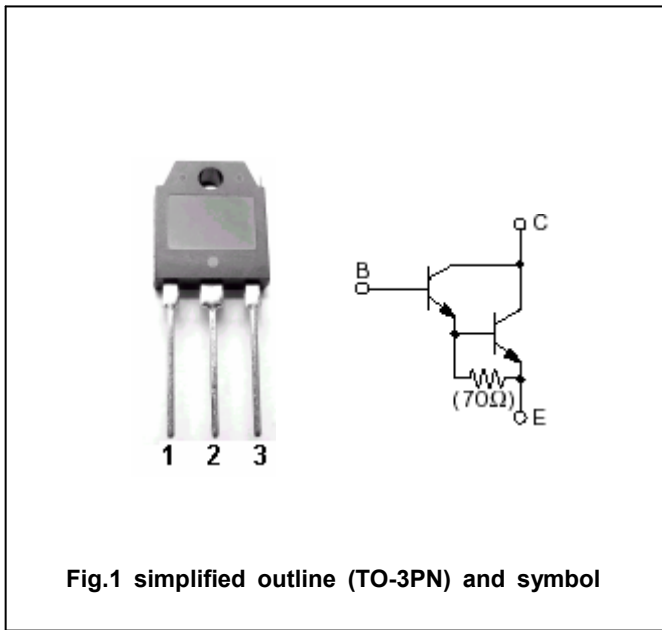 C
B
(70Ω)
E
1 2 3
Fig.1 simplified outline (TO-3PN) and symbol